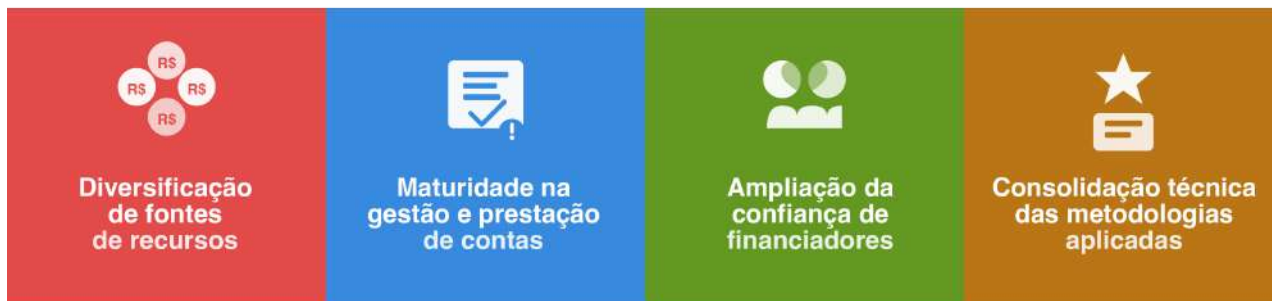 R$
R$ R$
R$
Diversificação
de fontes
de recursos
Maturidade na
gestão e prestação
de contas
Ampliação da
confiança de
financiadores
Consolidação técnica
das metodologias
aplicadas